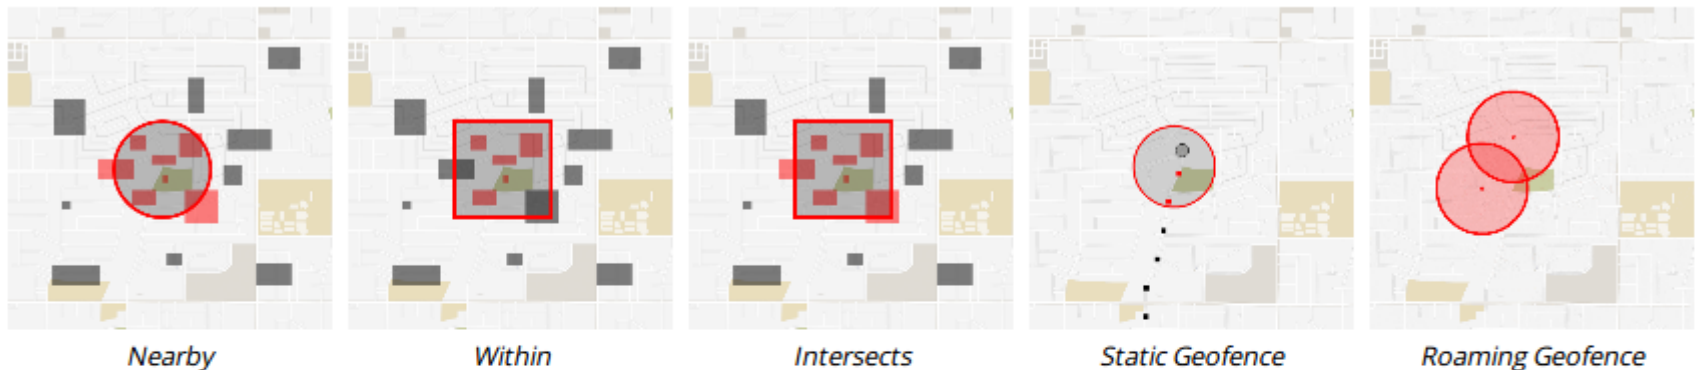 Nearby
Within
Intersects
Static Geofence
Roaming Geofence